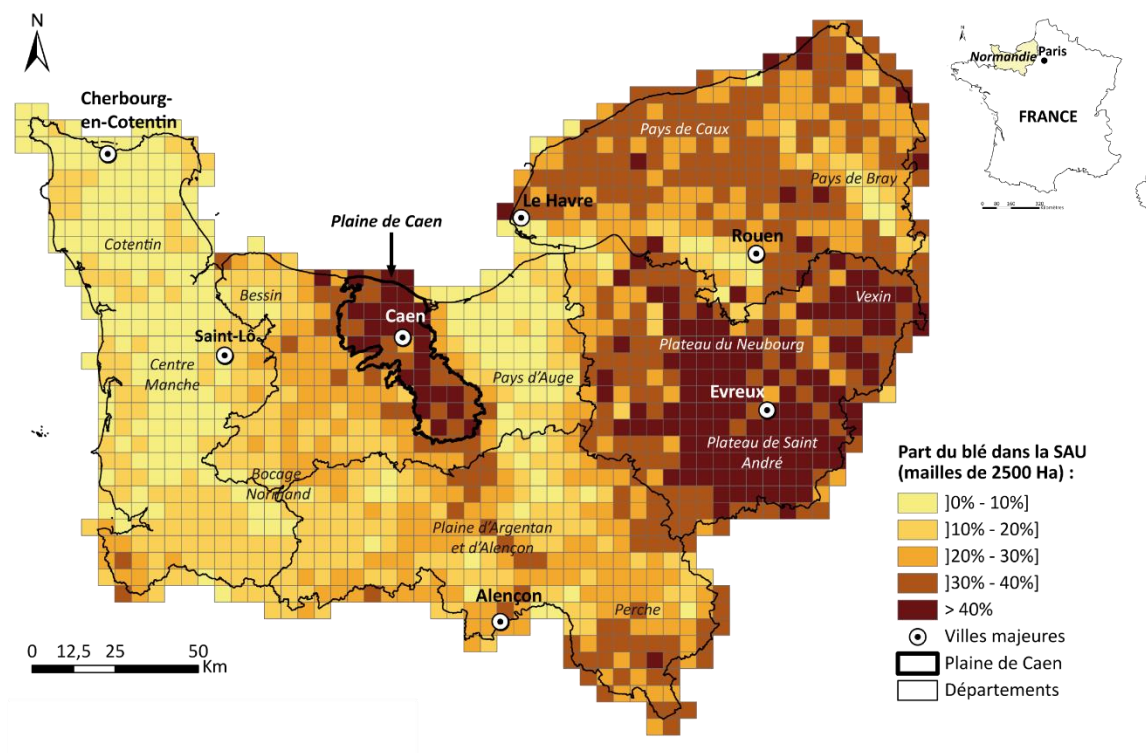 N
Cherbourg-
en-Cotentin
Cotentin
Plaine de Caen
Le Havre
Pays de Caux
Pays de Bray
Rouen
Bessin
Caen
Saint-Lô
Centre
Manche
Pays d'Auge
Vexin
Plateau du Neubourg
Evreux
Plateau de Saint
André
Bocage
Normand
Plaine d'Argentan
et d'Alençon
Alençon
Perche
0 12,5 25 50
Km
Normandie
Paris
FRANCE
Part du blé dans la SAU
(mailles de 2500 Ha) :
]0% - 10%]
]10% - 20%]
]20% - 30%]
]30% - 40%]
> 40%
Villes majeures
Plaine de Caen
Départements